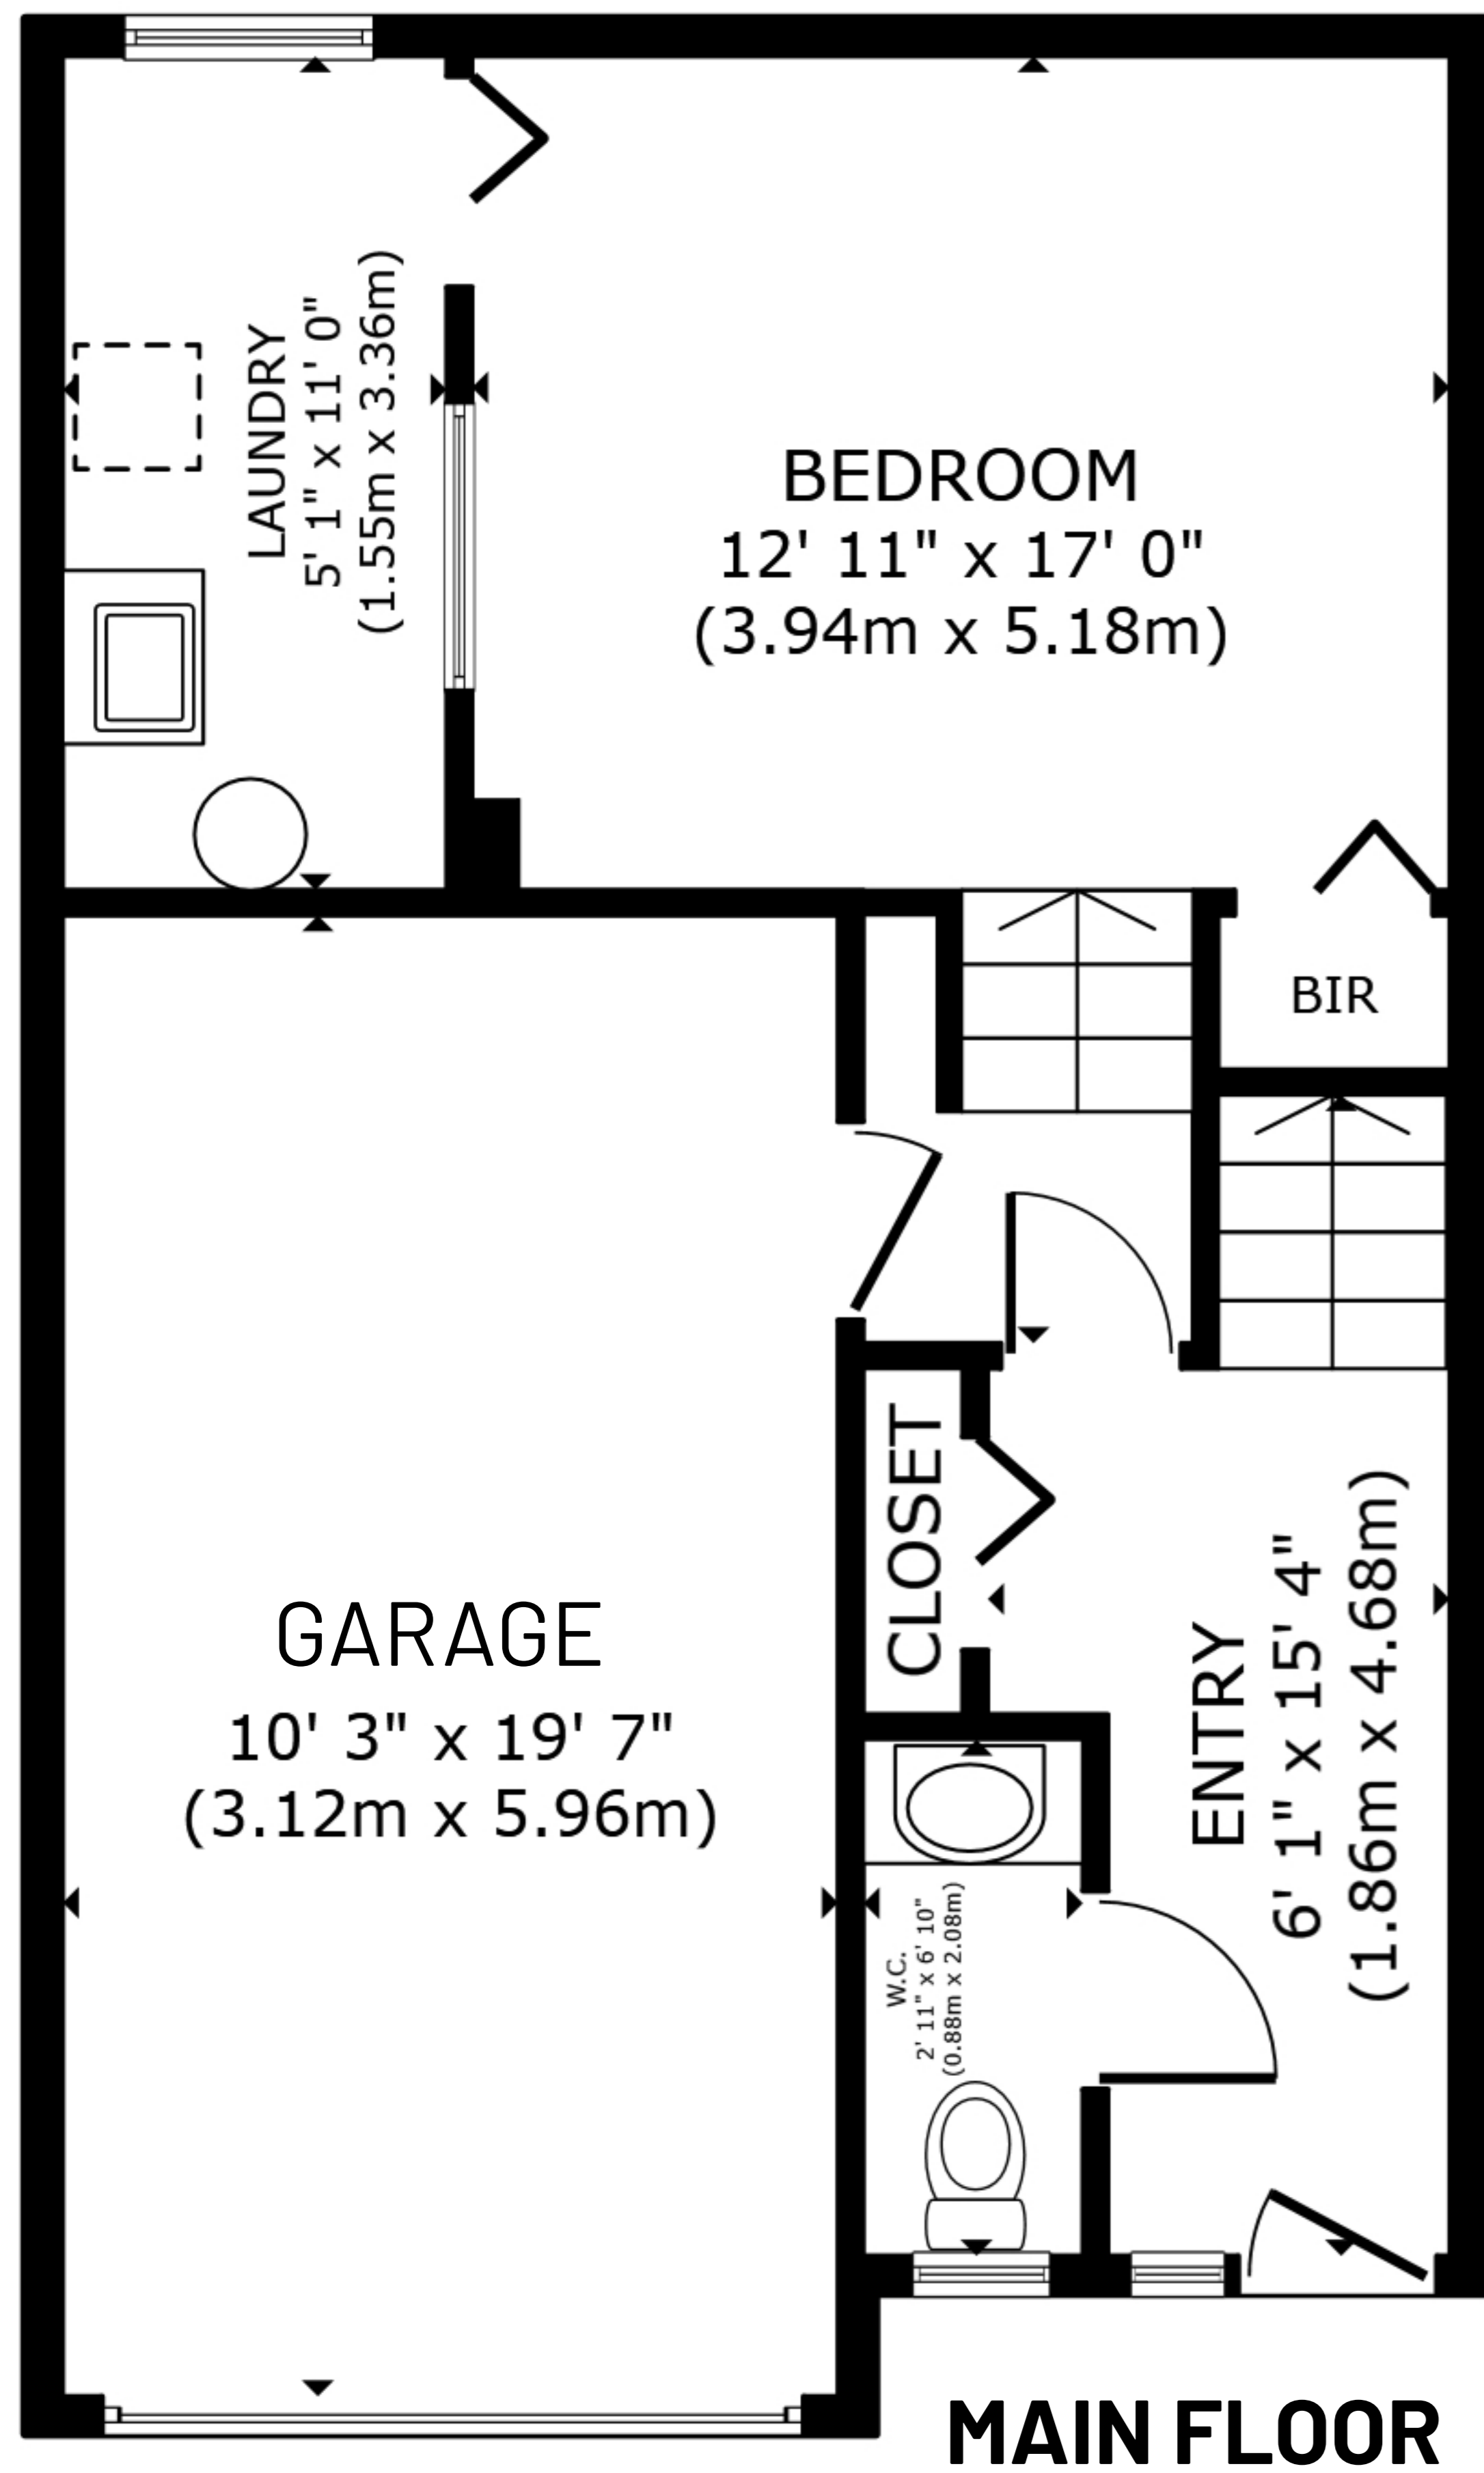 LAUNDRY
5' 1" x 11' 0"
(1.55m x 3.36m)
BEDROOM
12' 11" x 17' 0"
(3.94m x 5.18m)
BIR
CLOSET
GARAGE
10' 3" x 19' 7"
(3.12m x 5.96m)
ENTRY
6' 1" x 15' 4"
(1.86m x 4.68m)
W.C.
2' 11" x 6' 10"
(0.88m x 2.08m)
MAIN FLOOR